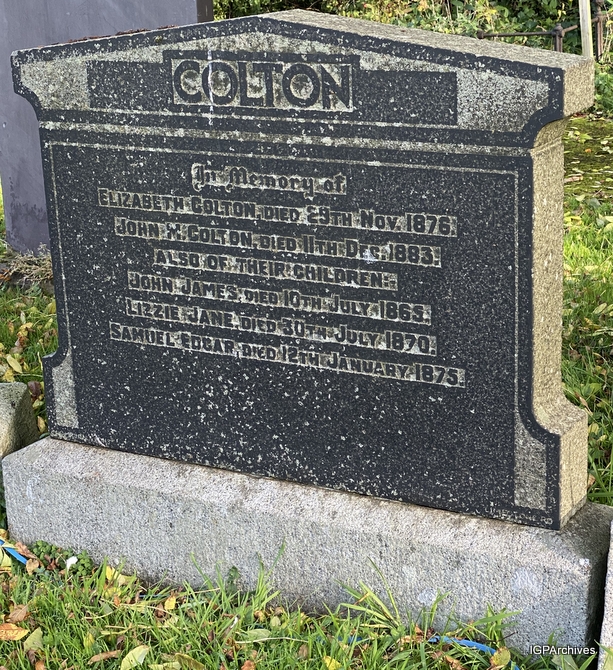 COLTON
In Memory of
ELIZABETH COLTON, DIED 29TH NOV. 1876.
JOHN K. COLTON, DIED 11TH DEC. 1883.
ALSO OF THEIR CHILDREN:-
JOHN JAMES, DIED 10TH JULY 1865.
LIZZIE JANE, DIED 30TH JULY 1870.
SAMUEL EDGAR, DIED 12TH JANUARY 1875.
IGPArchives